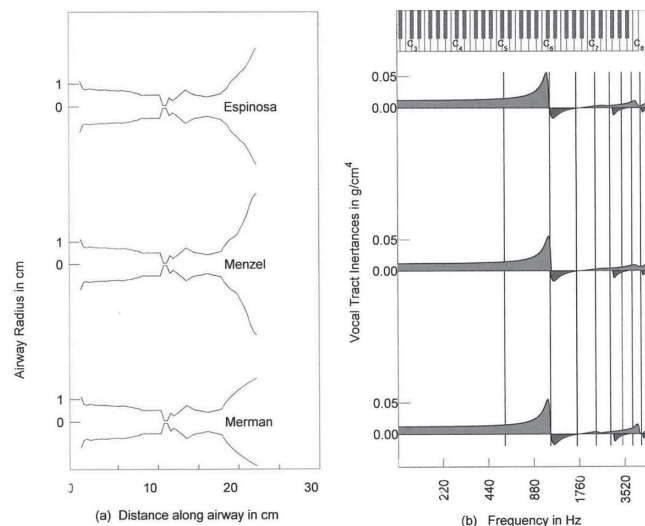 Airway Radius in cm
1
0
Espinosa
1
0
Menzel
1
0
Merman
0 10 20 30
(a) Distance along airway in cm
C3 C4 C5 C6 C7 C8
Vocal Tract Inertances in g/cm4
0.05
0.00
0.05
0.00
0.05
0.00
220 440 880 1760 3520
(b) Frequency in Hz